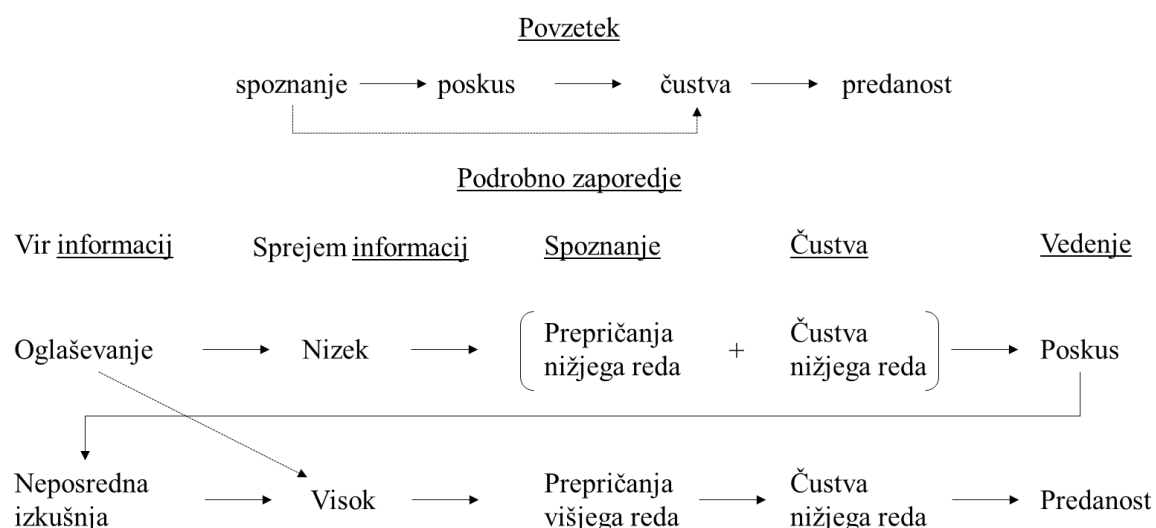 Povzetek
spoznanje poskus čustva predanost
Podrobno zaporedje
Vir informacij Sprejem informacij Spoznanje Čustva Vedenje
Prepričanja Čustva
Oglaševanje Nizek + Poskus
nižjega reda nižjega reda
Neposredna Prepričanja Čustva
Visok Predanost
izkušnja višjega reda nižjega reda